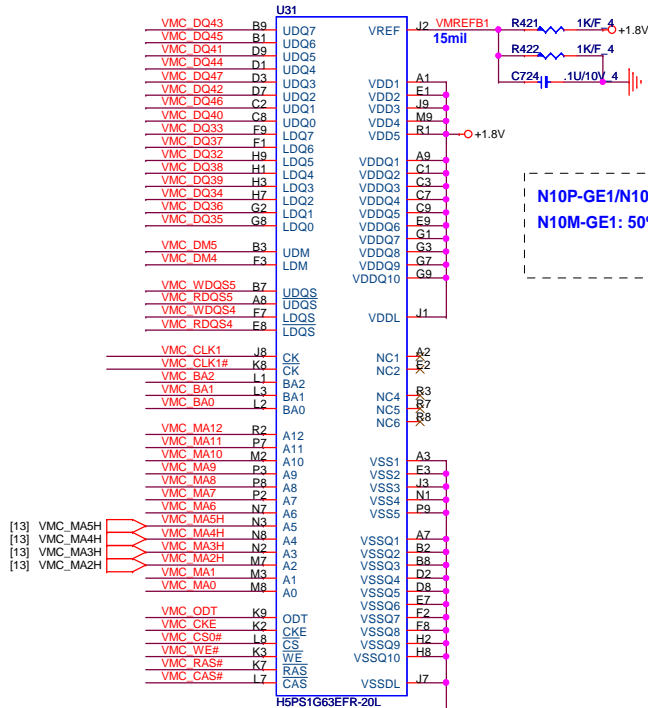 U31
VMC_DQ43 B9 UDQ7 VREF J2 VMREFB1 R421 1K/F_4 +1.8V
VMC_DQ45 B1 UDQ6 15mil
VMC_DQ41 D9 UDQ5 R422 1K/F_4
VMC_DQ44 D1 UDQ4
VMC_DQ47 D3 UDQ3 VDD1 A1 C724 .1U/10V_4
VMC_DQ42 D7 UDQ2 VDD2 E1
VMC_DQ46 C2 UDQ1 VDD3 J9
VMC_DQ40 C8 UDQ0 VDD4 M9
VMC_DQ33 F9 LDQ7 VDD5 R1 +1.8V
VMC_DQ37 F1 LDQ6
VMC_DQ32 H9 LDQ5 VDDQ1 A9
VMC_DQ38 H1 LDQ4 VDDQ2 C1
VMC_DQ39 H3 LDQ3 VDDQ3 C3
VMC_DQ34 H7 LDQ2 VDDQ4 C7
VMC_DQ36 G2 LDQ1 VDDQ5 C9
VMC_DQ35 G8 LDQ0 VDDQ6 E9
VDDQ7 G1
VMC_DM5 B3 UDM VDDQ8 G3
VMC_DM4 F3 LDM VDDQ9 G7
VDDQ10 G9
N10P-GE1/N10
N10M-GE1: 50
VMC_WDQS5 B7 UDQS
VMC_RDQS5 A8 UDQS
VMC_WDQS4 F7 LDQS VDDL J1
VMC_RDQS4 E8 LDQS
VMC_CLK1 J8 CK NC1 A2
VMC_CLK1# K8 CK NC2 E2
VMC_BA2 L1 BA2
VMC_BA1 L3 BA1 NC4 R3
VMC_BA0 L2 BA0 NC5 R7
NC6 R8
VMC_MA12 R2 A12
VMC_MA11 P7 A11
VMC_MA10 M2 A10 VSS1 A3
VMC_MA9 P3 A9 VSS2 E3
VMC_MA8 P8 A8 VSS3 J3
VMC_MA7 P2 A7 VSS4 N1
VMC_MA6 N7 A6 VSS5 P9
[13] VMC_MA5H VMC_MA5H N3 A5
[13] VMC_MA4H VMC_MA4H N8 A4 VSSQ1 A7
[13] VMC_MA3H VMC_MA3H N2 A3 VSSQ2 B2
[13] VMC_MA2H VMC_MA2H M7 A2 VSSQ3 B8
VMC_MA1 M3 A1 VSSQ4 D2
VMC_MA0 M8 A0 VSSQ5 D8
VSSQ6 E7
VMC_ODT K9 ODT VSSQ7 F2
VMC_CKE K2 CKE VSSQ8 F8
VMC_CS0# L8 CS VSSQ9 H2
VMC_WE# K3 WE VSSQ10 H8
VMC_RAS# K7 RAS
VMC_CAS# L7 CAS VSSDL J7
H5PS1G63EFR-20L